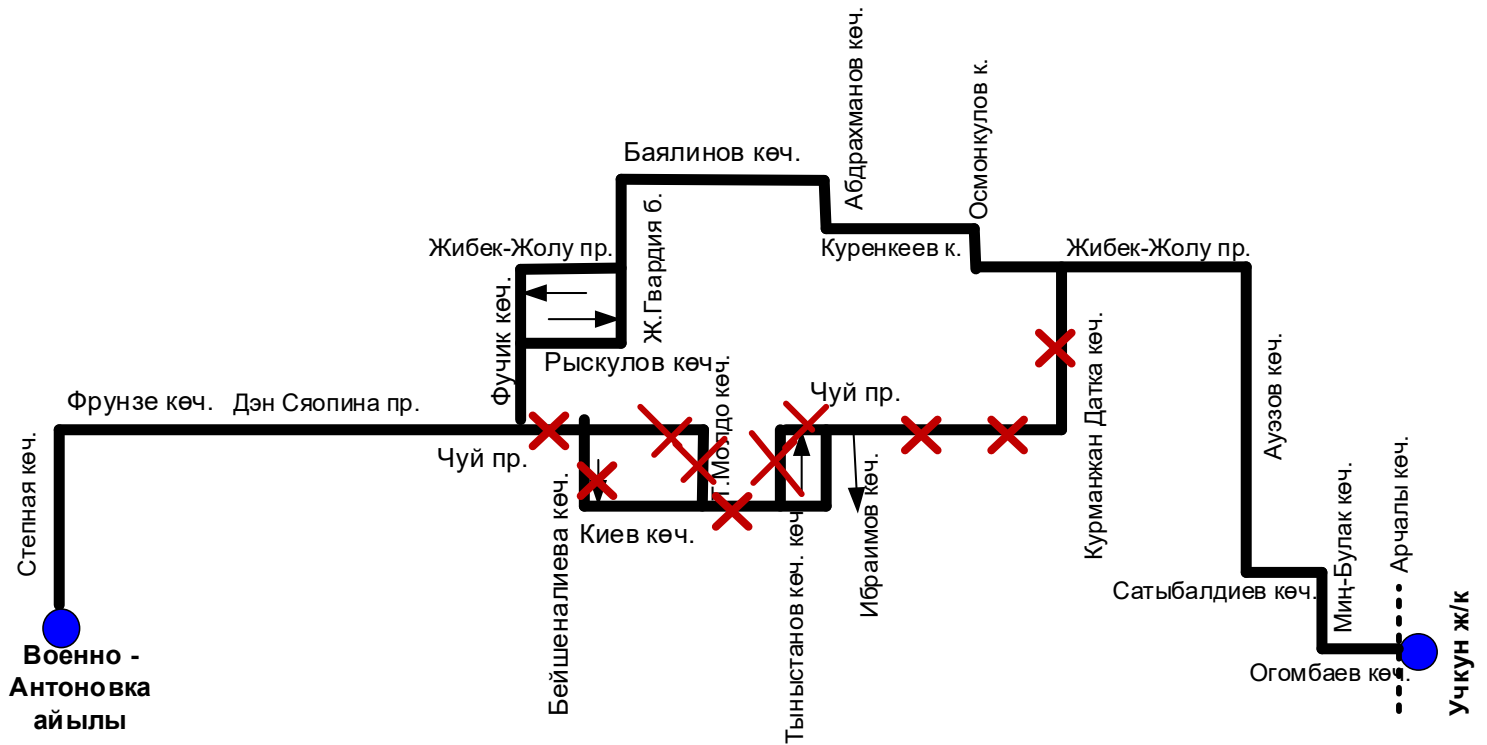 Абдрахманов көч.
Осмонкулов к.
Баялинов көч.
Ж.Гвардия б.
Жибек-Жолу пр.
Куренкеев к.
Жибек-Жолу пр.
Фучик көч.
Рыскулов көч.
Т.Молдо көч.
Чуй пр.
Курманжан Датка көч.
Ауэзов көч.
Фрунзе көч.
Дэн Сяопина пр.
Чуй пр.
Степная көч.
Бейшеналиева көч.
Киев көч.
Тыныстанов көч. көч.
Ибраимов көч.
Сатыбалдиев көч.
Миң-Булак көч.
Арчалы көч.
Огомбаев көч.
Учкун ж/к
Военно -
Антоновка
айылы